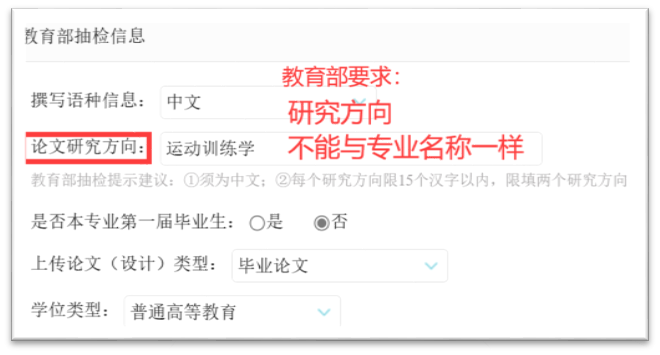 教育部抽检信息
教育部要求：
撰写语种信息： 中文
研究方向
论文研究方向： 运动训练学 不能与专业名称一样
教育部抽检提示建议：①须为中文；②每个研究方向限15个汉字以内，限填两个研究方向
是否本专业第一届毕业生： 是 否
上传论文（设计）类型： 毕业论文
学位类型： 普通高等教育